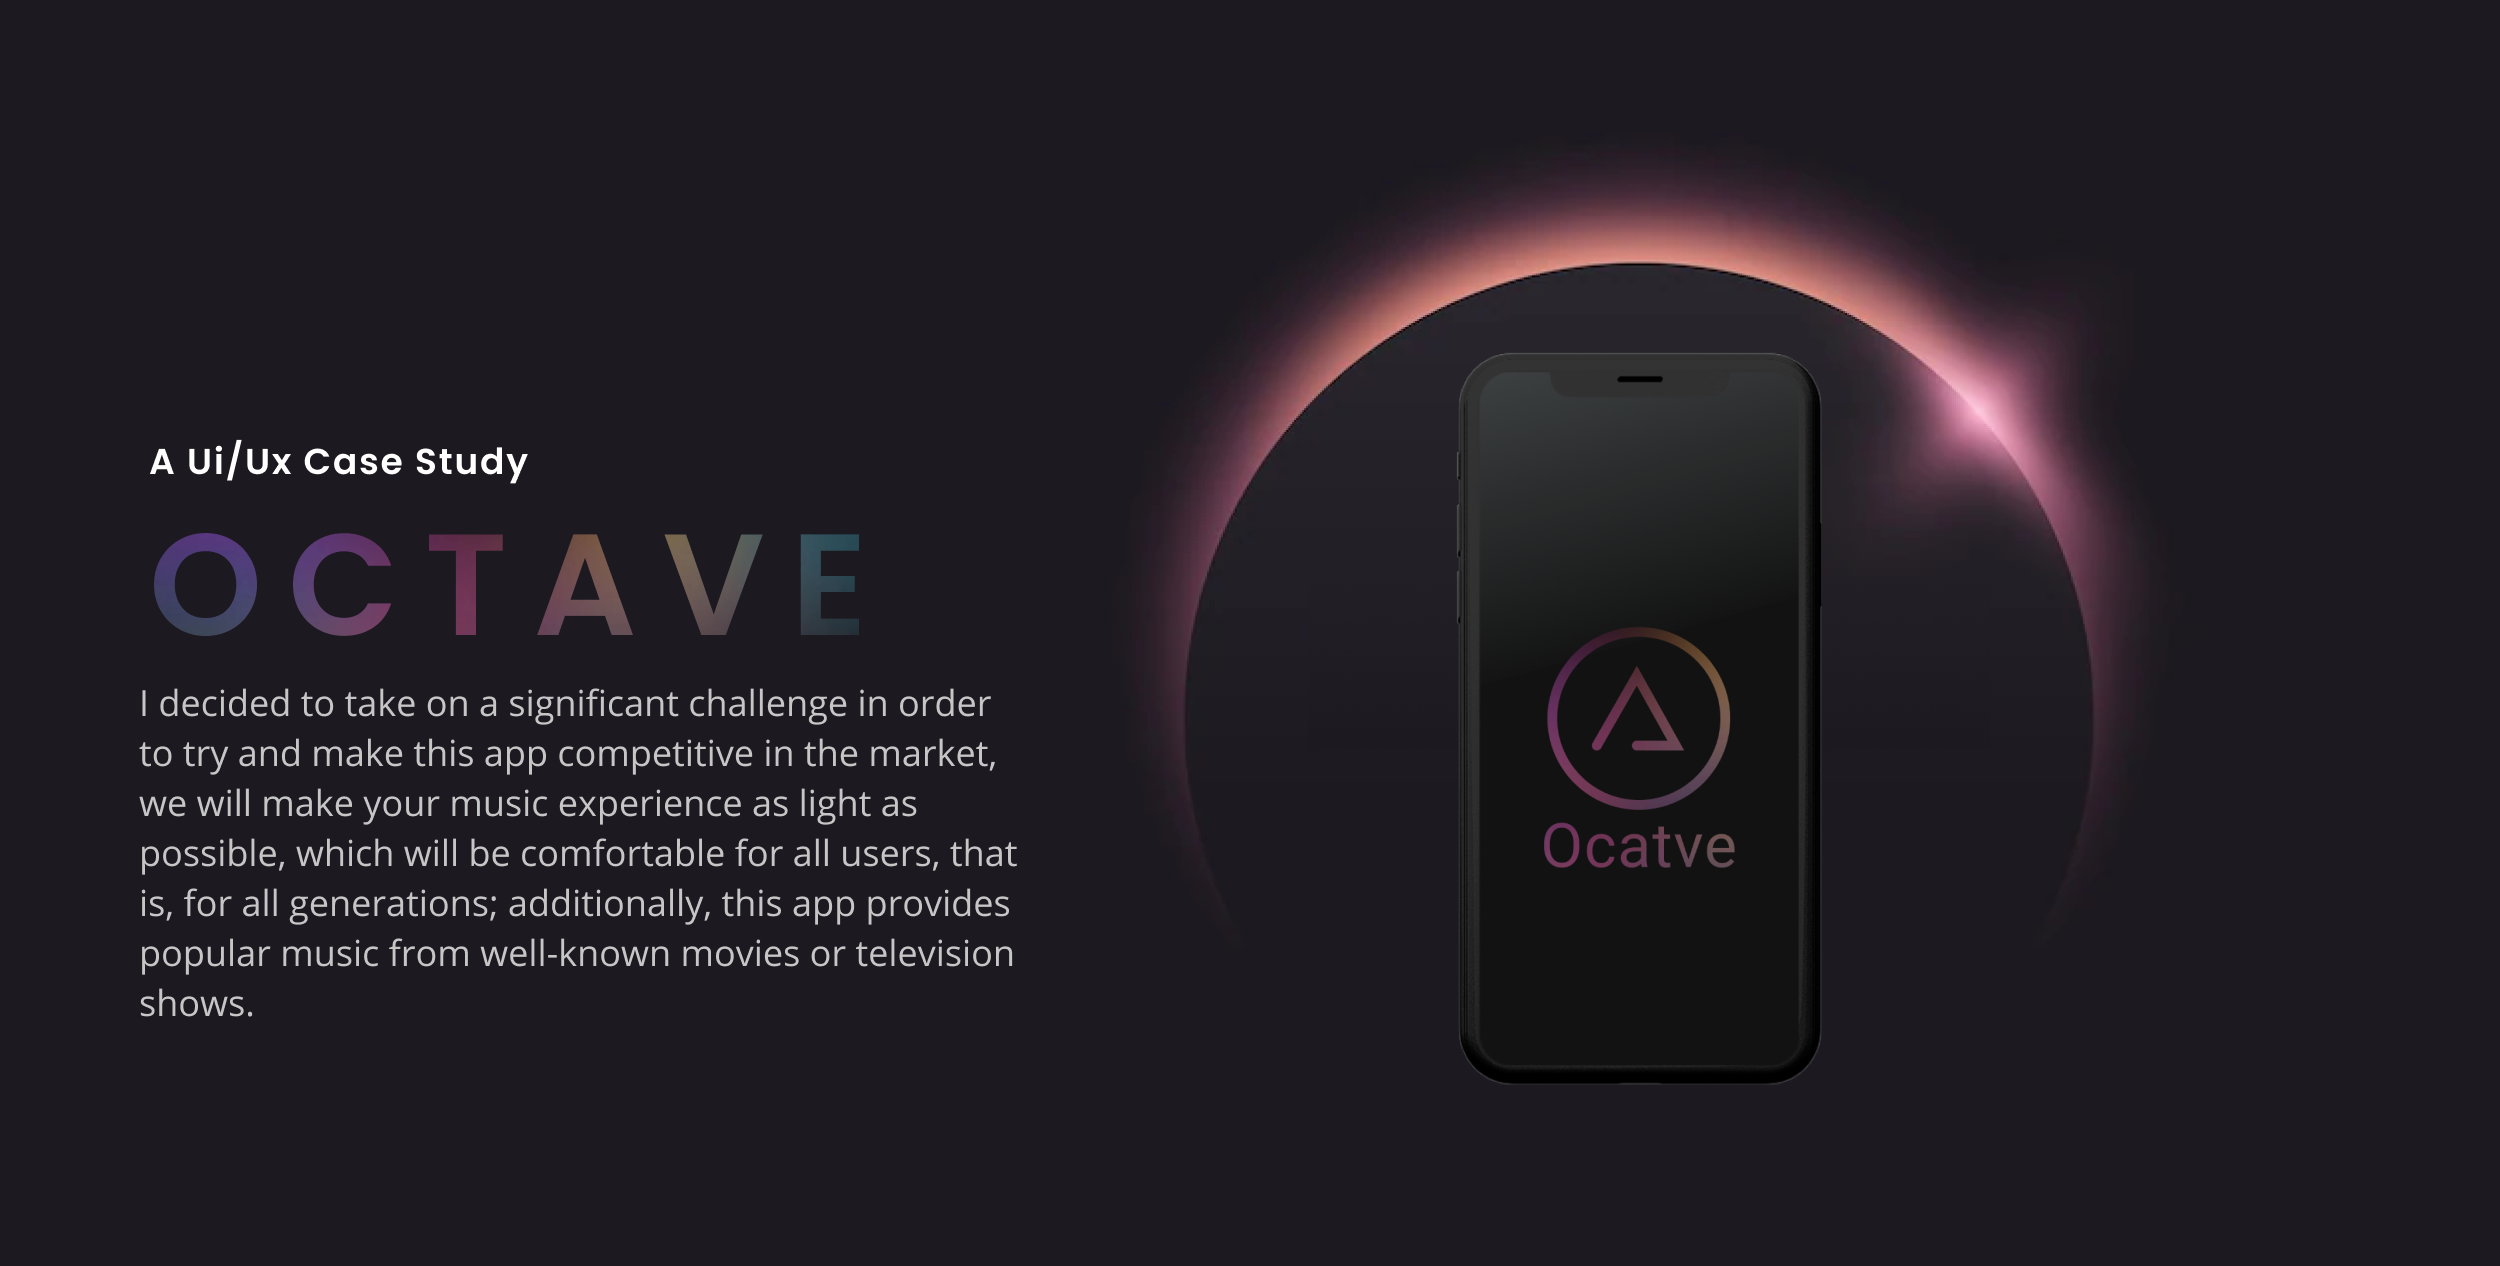 A Ui/Ux Case Study
OCTAVE
I decided to take on a significant challenge in order
to try and make this app competitive in the market,
we will make your music experience as light as
possible, which will be comfortable for all users, that
is, for all generations; additionally, this app provides
popular music from well-known movies or television
shows.
Ocatve